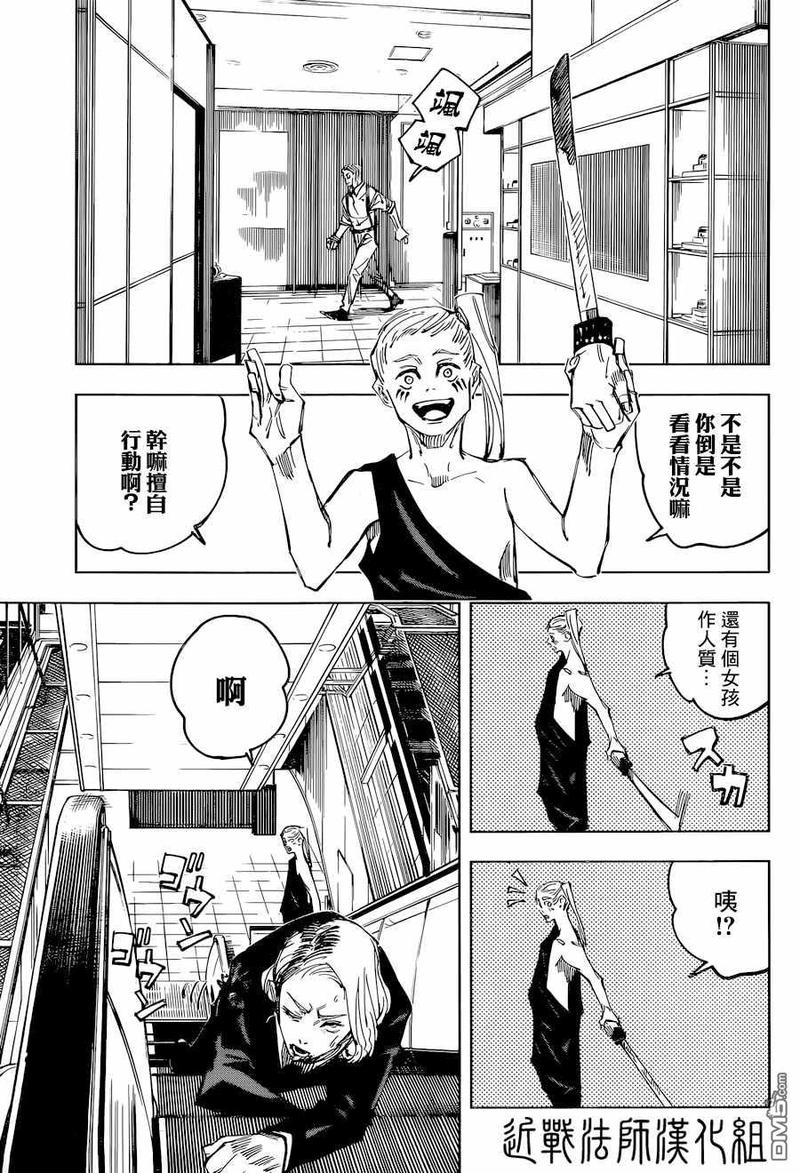 颯
颯
不是不是
你倒是
看看情況嘛
幹嘛擅自
行動啊？
還有個女孩
作人質…
スカ
咦
!?
啊
ゴウン
ゴウン
近戰法師漢化組
DM5.com